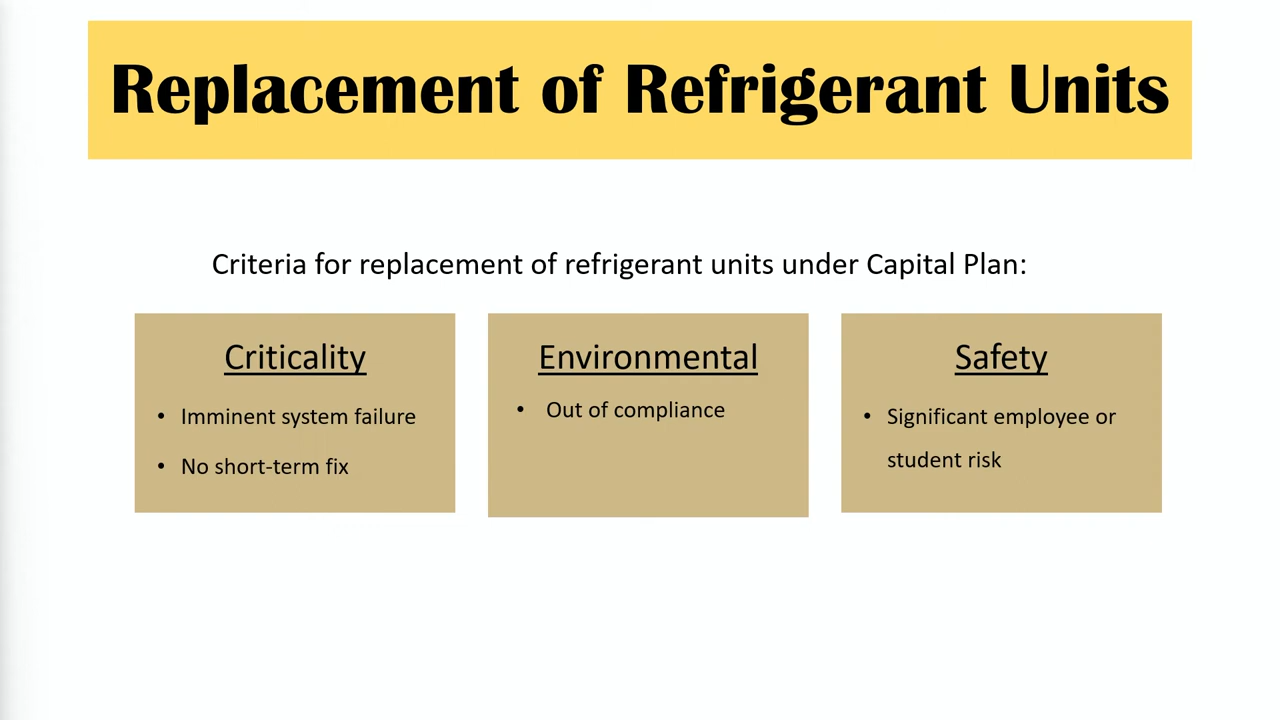 Replacement of Refrigerant Units
Criteria for replacement of refrigerant units under Capital Plan:
Criticality
• Imminent system failure
• No short-term fix
Environmental
• Out of compliance
Safety
• Significant employee or
student risk